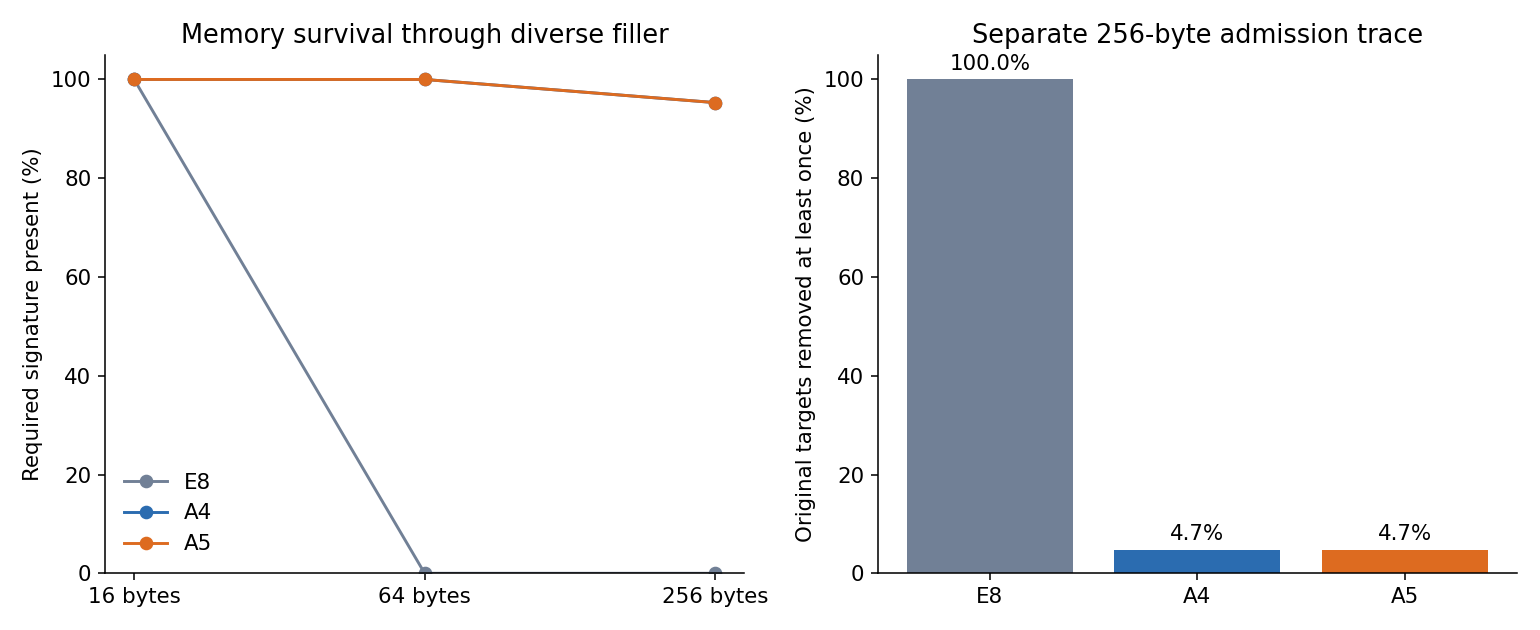 Memory survival through diverse filler
Required signature present (%)
100
80
60
40
20
0
E8
A4
A5
16 bytes
64 bytes
256 bytes
Separate 256-byte admission trace
Original targets removed at least once (%)
100
80
60
40
20
0
100.0%
4.7%
4.7%
E8
A4
A5